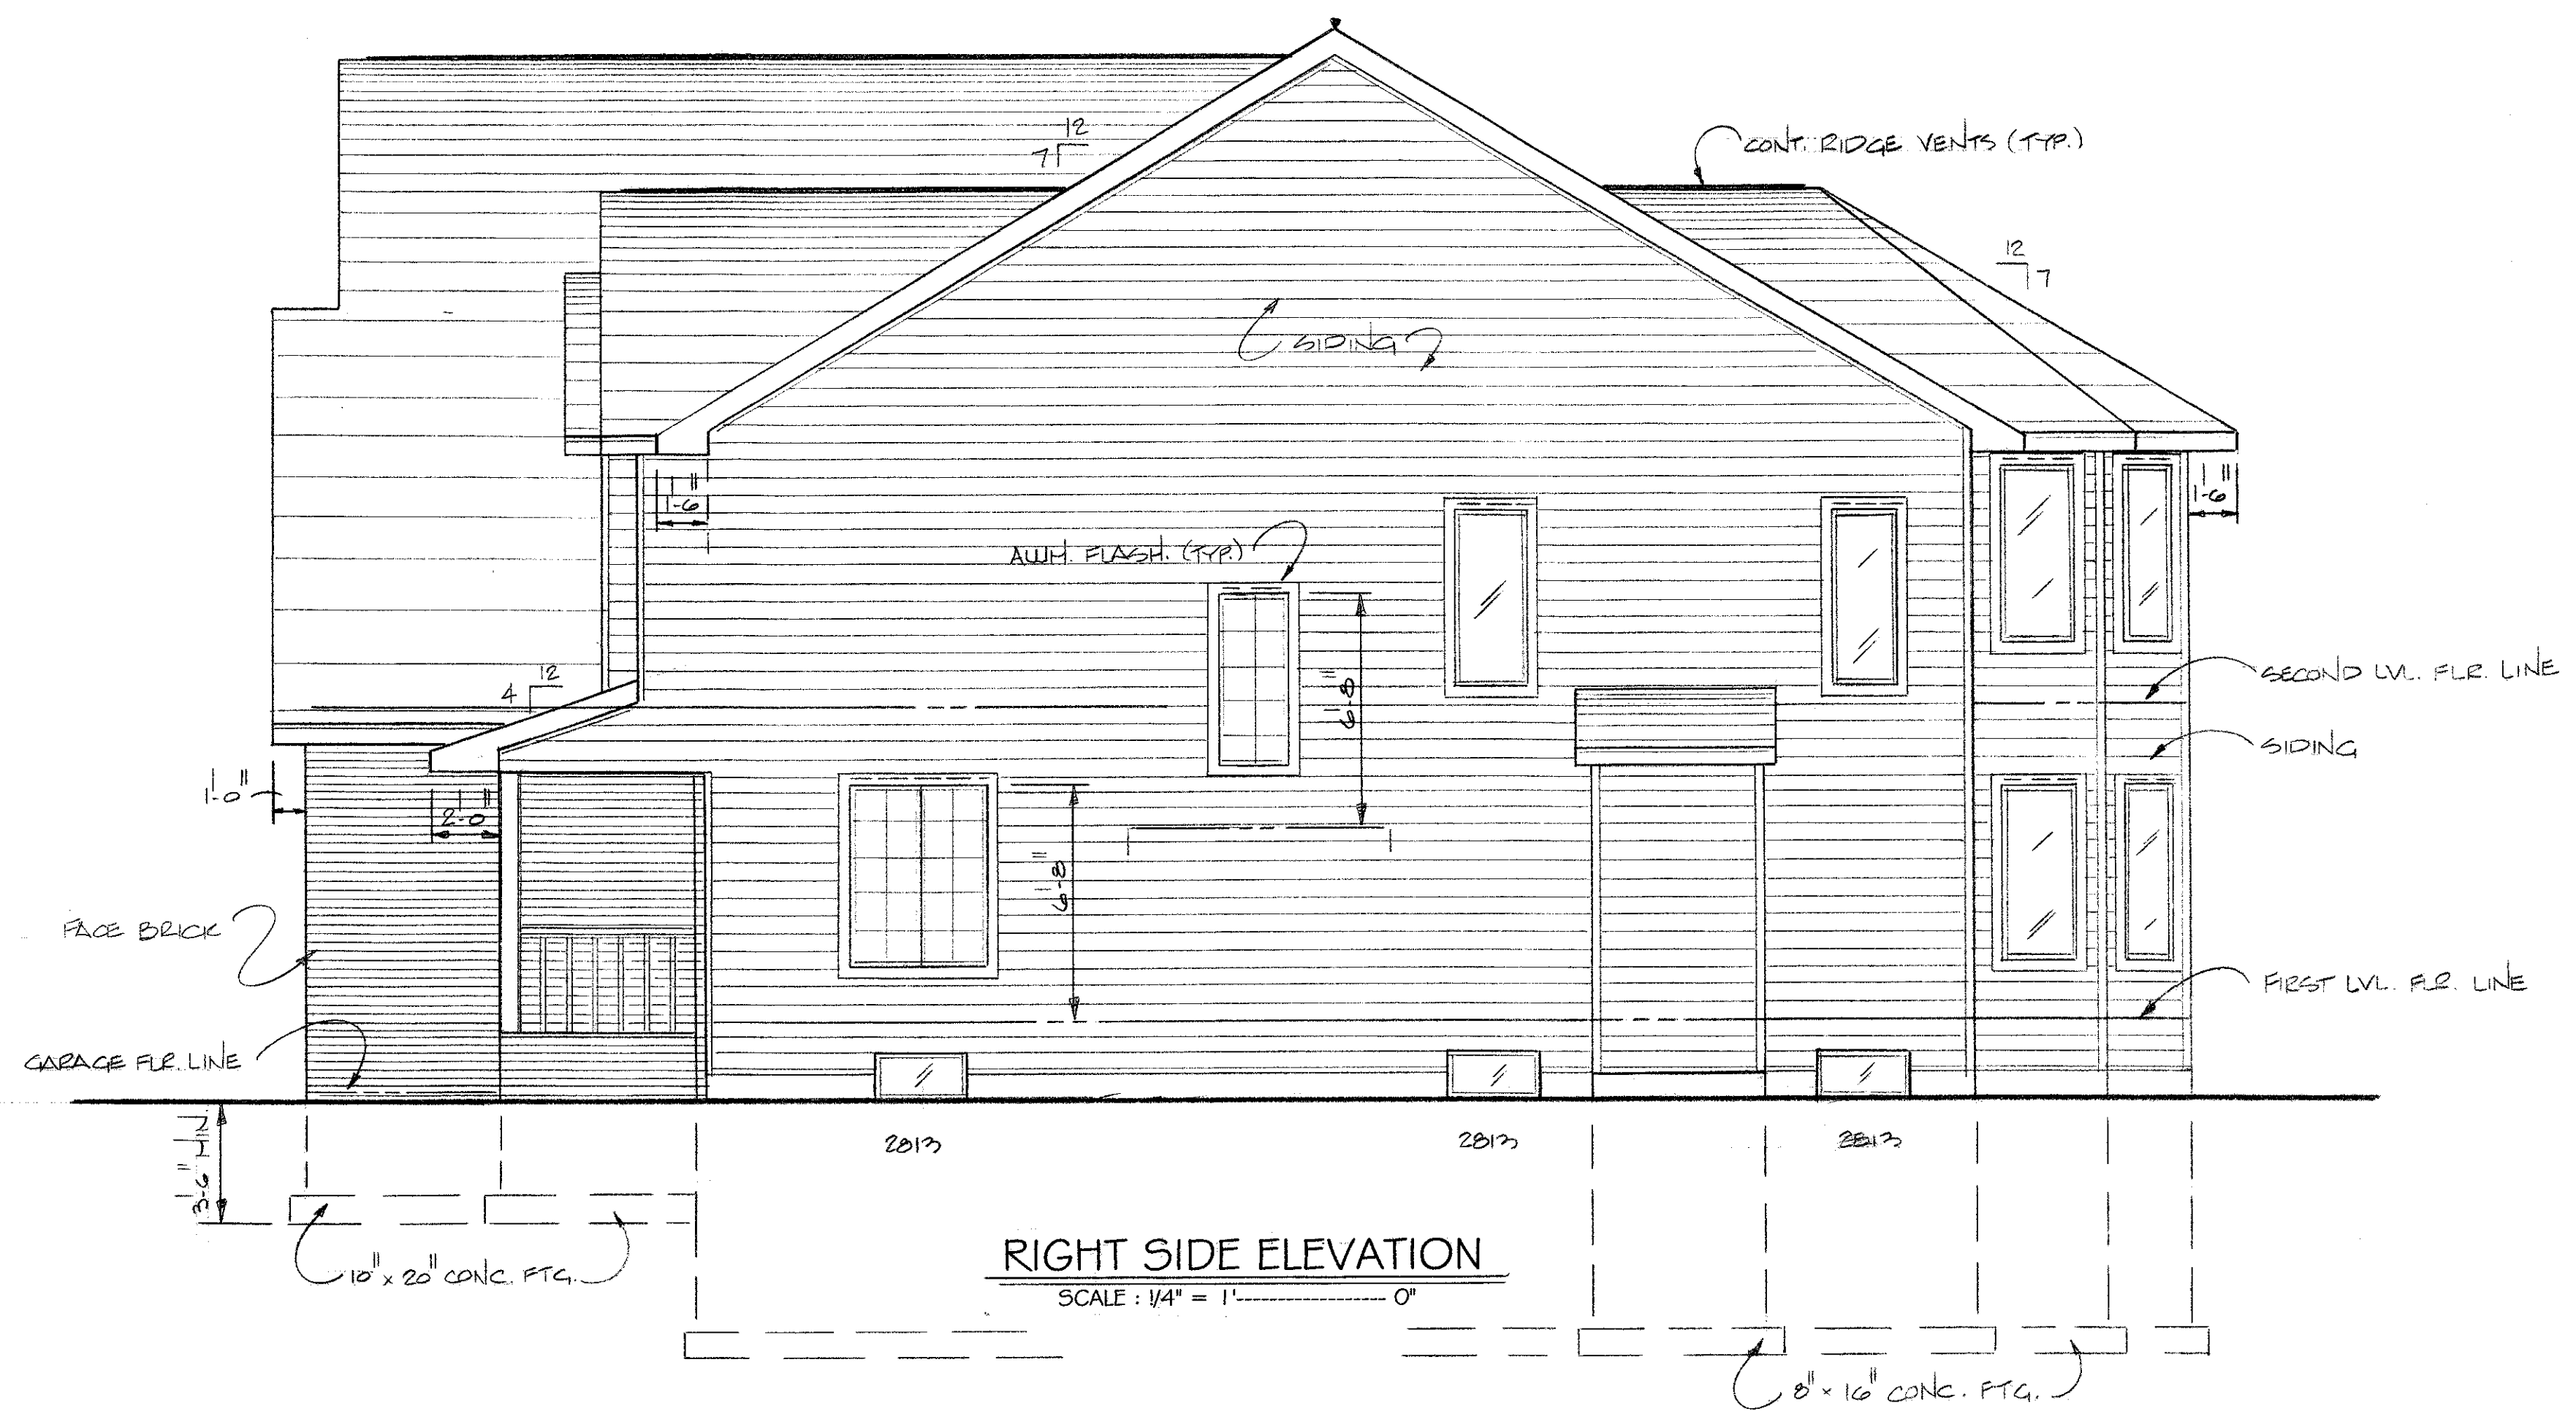 12
7
CONT. RIDGE VENTS (TYP.)
12
7
SIDING
1'-6"
1'-6"
ALUM. FLASH. (TYP.)
12
4
6'-8"
SECOND LVL. FLR. LINE
SIDING
1'-0"
2'-0"
6'-8"
FACE BRICK
FIRST LVL. FLR. LINE
GARAGE FLR. LINE
3'-6" MIN.
2813
2813
2813
10" x 20" CONC. FTG.
RIGHT SIDE ELEVATION
SCALE : 1/4" = 1'------------------ 0"
8" x 16" CONC. FTG.